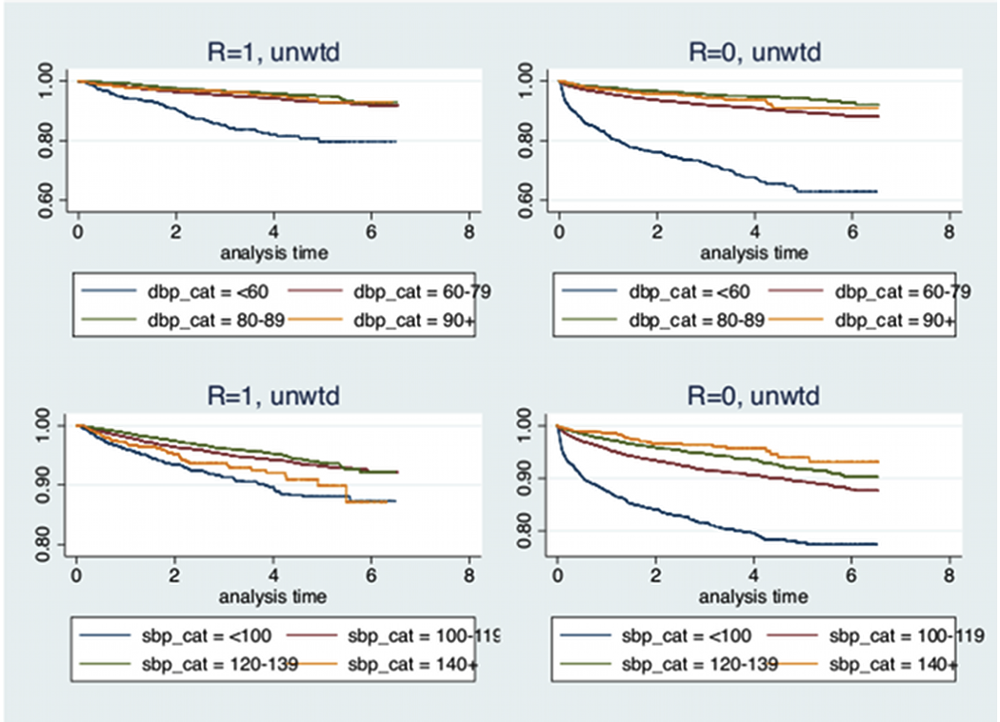 R=1, unwtd
1.00
0.80
0.60
0 2 4 6 8
analysis time
dbp_cat = <60 dbp_cat = 60-79
dbp_cat = 80-89 dbp_cat = 90+
R=0, unwtd
1.00
0.80
0.60
0 2 4 6 8
analysis time
dbp_cat = <60 dbp_cat = 60-79
dbp_cat = 80-89 dbp_cat = 90+
R=1, unwtd
1.00
0.90
0.80
0 2 4 6 8
analysis time
sbp_cat = <100 sbp_cat = 100-119
sbp_cat = 120-139 sbp_cat = 140+
R=0, unwtd
1.00
0.90
0.80
0 2 4 6 8
analysis time
sbp_cat = <100 sbp_cat = 100-119
sbp_cat = 120-139 sbp_cat = 140+